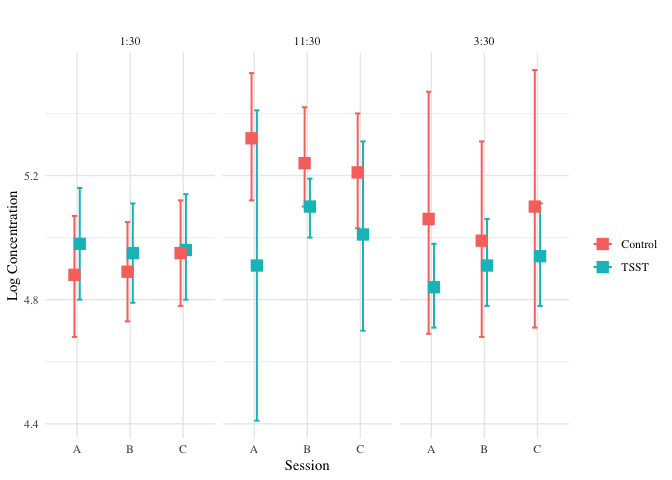 1:30 11:30 3:30
5.2
4.8
4.4
Log Concentration
A B C A B C A B C
Session
Control
TSST